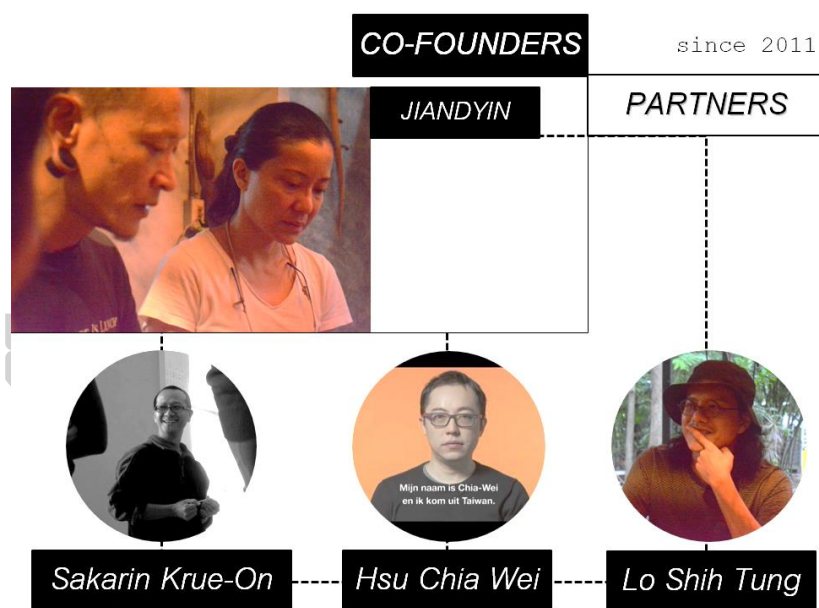 CO-FOUNDERS
since 2011
JIANDYIN
PARTNERS
Mijn naam is Chia-Wei
en ik kom uit Taiwan.
Sakarin Krue-On
Hsu Chia Wei
Lo Shih Tung